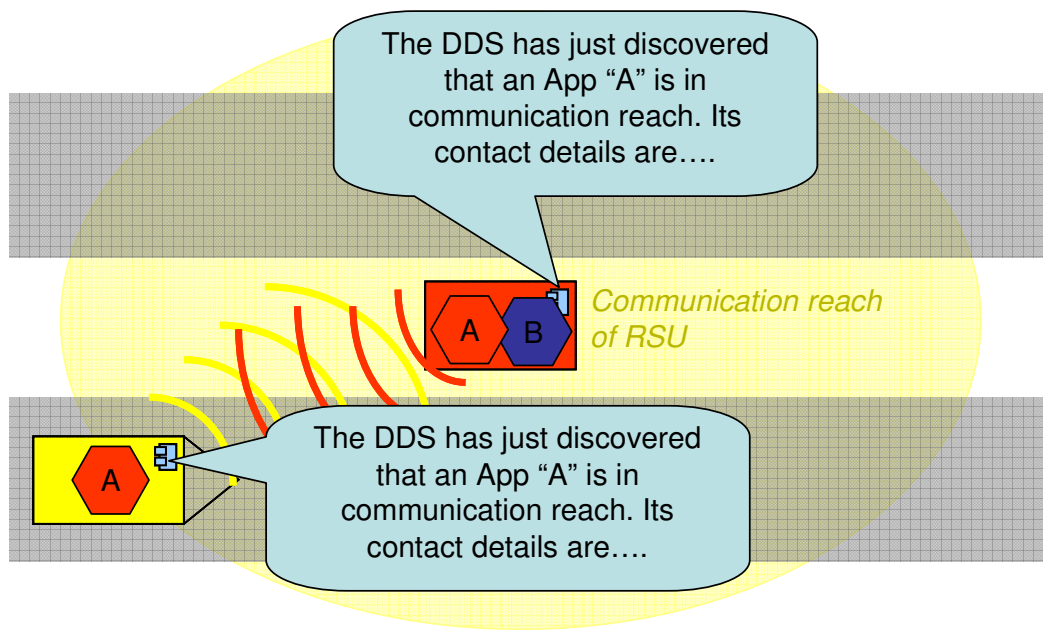 The DDS has just discovered
that an App “A” is in
communication reach. Its
contact details are….
Communication reach
of RSU
A
B
A
The DDS has just discovered
that an App “A” is in
communication reach. Its
contact details are….